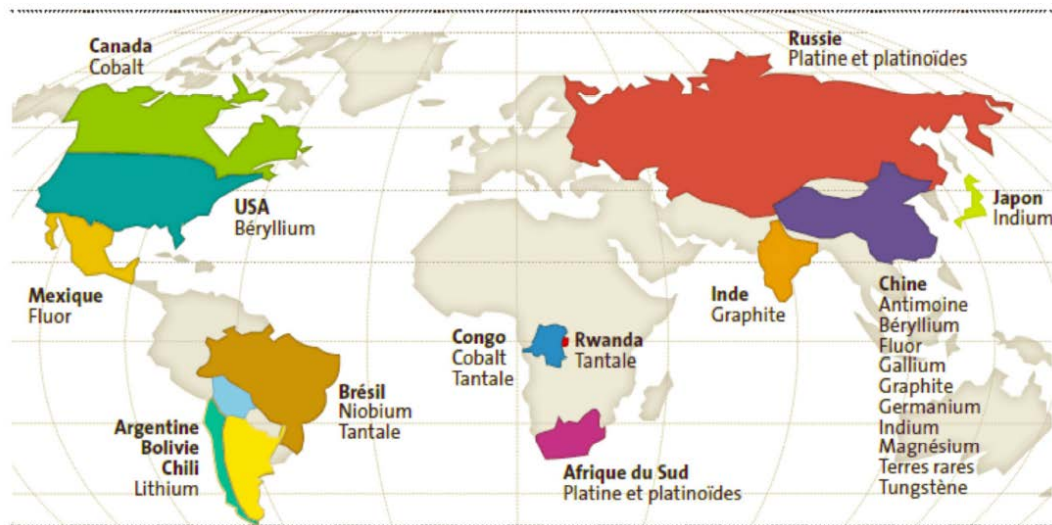 Canada
Cobalt
Russie
Platine et platinoïdes
USA
Béryllium
Japon
Indium
Mexique
Fluor
Inde
Graphite
Chine
Antimoine
Béryllium
Fluor
Gallium
Graphite
Germanium
Indium
Magnésium
Terres rares
Tungstène
Congo
Cobalt
Tantale
Rwanda
Tantale
Brésil
Niobium
Tantale
Argentine
Bolivie
Chili
Lithium
Afrique du Sud
Platine et platinoïdes